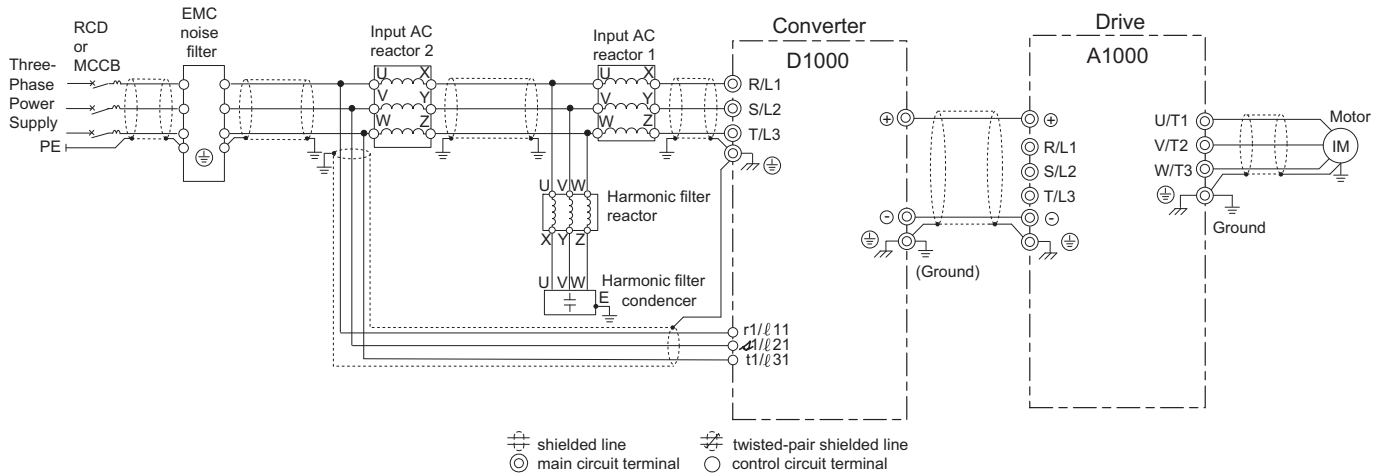 RCD
or
MCCB
EMC
noise
filter
Three-
Phase
Power
Supply
PE
Input AC
reactor 2
U X
V Y
W Z
Input AC
reactor 1
U X
V Y
W Z
Converter
D1000
R/L1
S/L2
T/L3
Drive
A1000
R/L1
S/L2
T/L3
U/T1
V/T2
W/T3
Motor
IM
Ground
(Ground)
U V W
Harmonic filter
reactor
X Y Z
U V W
Harmonic filter
condencer
E
r1/ℓ11
1/ℓ21
t1/ℓ31
shielded line
twisted-pair shielded line
main circuit terminal
control circuit terminal